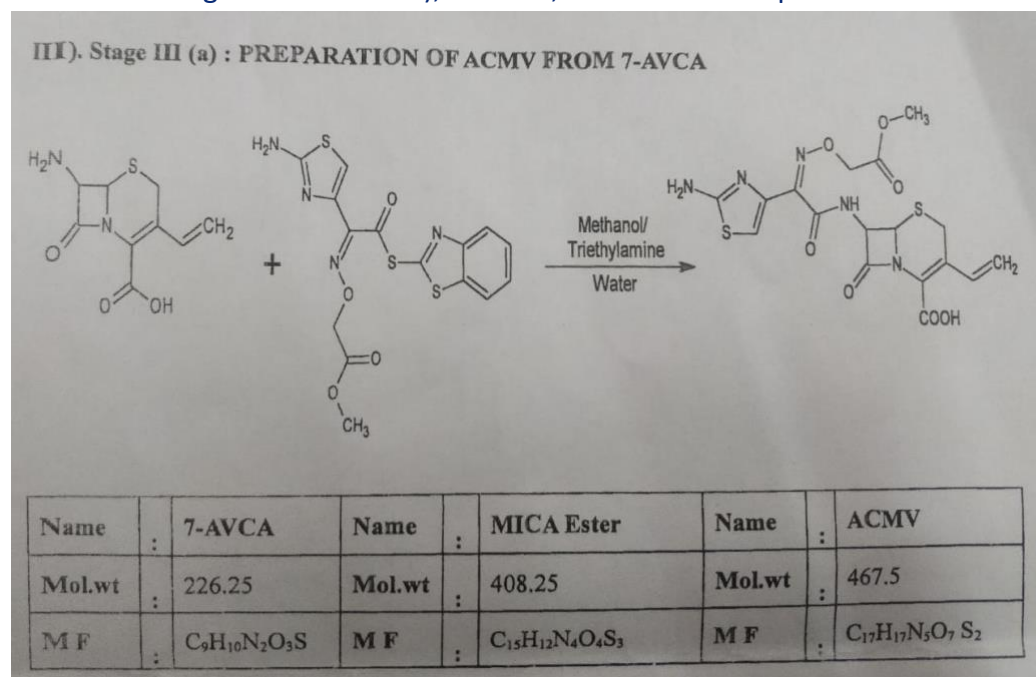 III). Stage III (a) : PREPARATION OF ACMV FROM 7-AVCA
H₂N
S
O
N
CH₂
O
OH
+
H₂N
S
N
O
N
S
N
S
O
O
O
CH₃
Methanol/
Triethylamine
Water
O-CH₃
N
O
O
H₂N
N
S
NH
O
S
O
N
CH₂
COOH
Name : 7-AVCA Name : MICA Ester Name : ACMV
Mol.wt : 226.25 Mol.wt : 408.25 Mol.wt : 467.5
M F : C₉H₁₀N₂O₃S M F : C₁₅H₁₂N₄O₄S₃ M F : C₁₇H₁₇N₅O₇ S₂